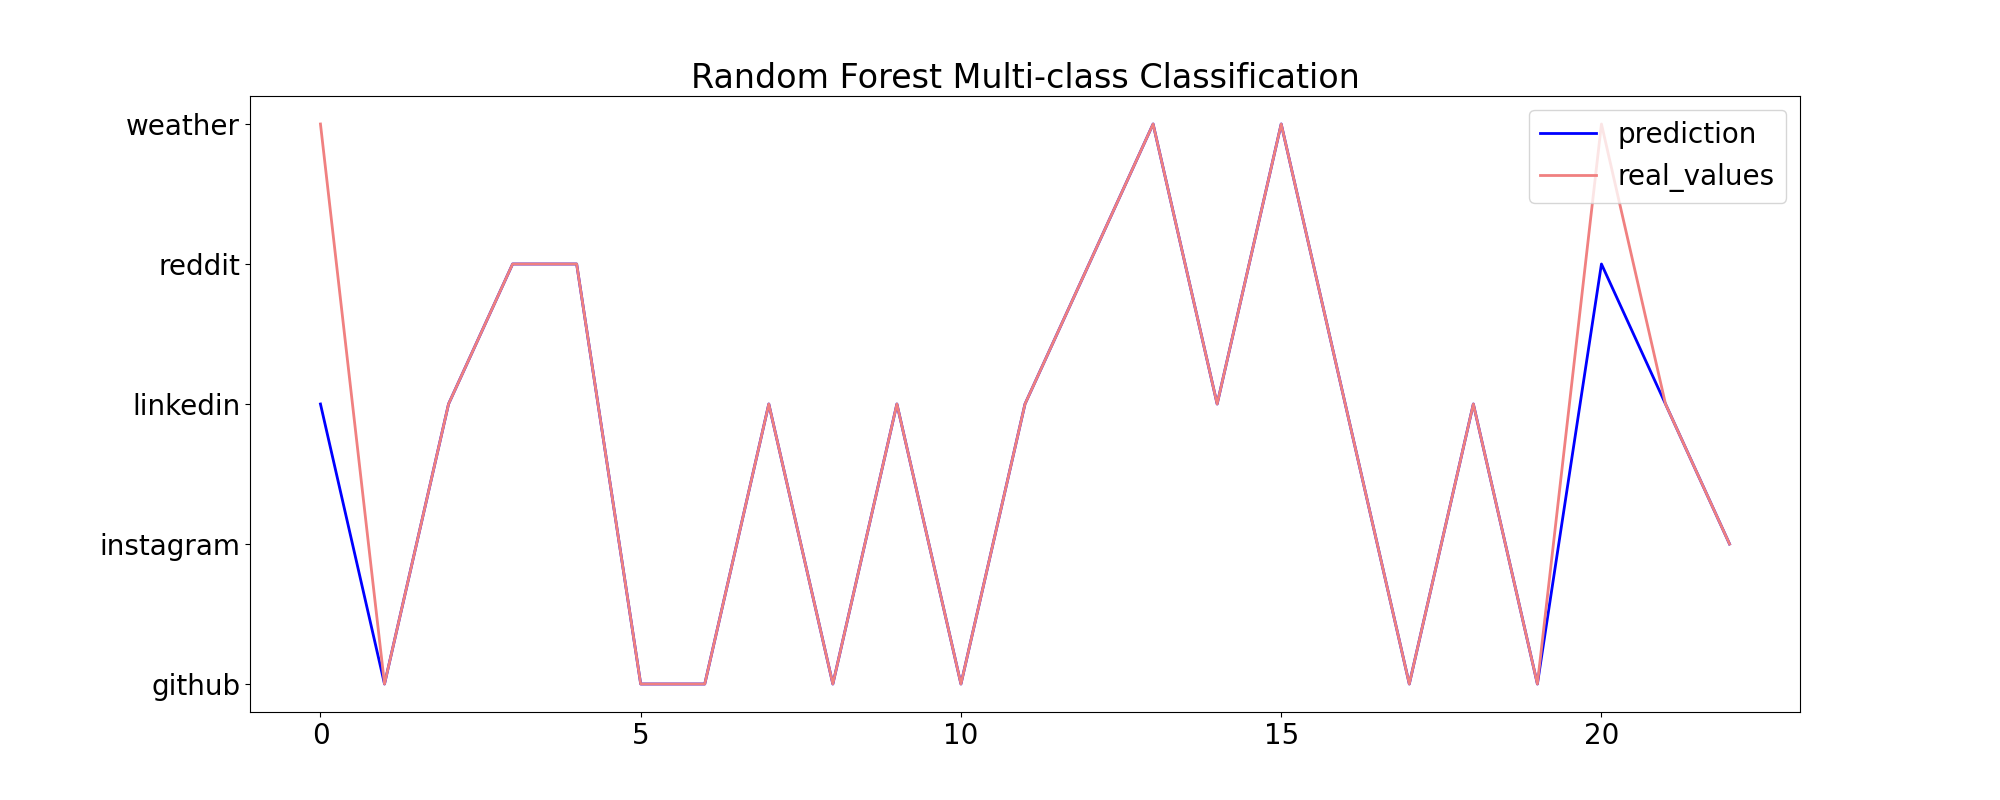 Random Forest Multi-class Classification
weather
reddit
linkedin
instagram
github
prediction
real_values
0 5 10 15 20